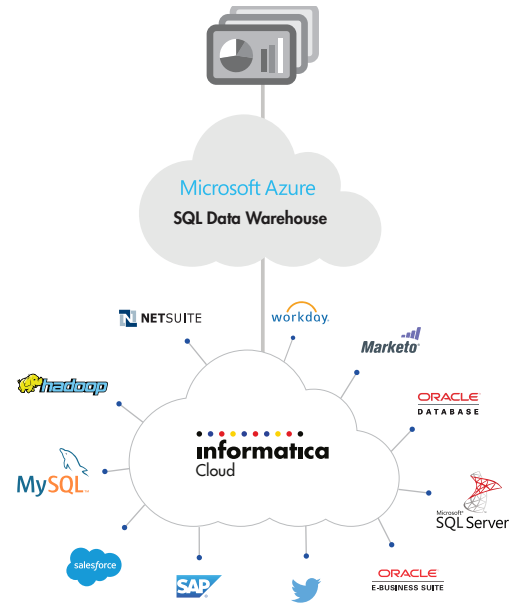 Microsoft Azure
SQL Data Warehouse
N NETSUITE
workday.
Marketo
hadoop
ORACLE
DATABASE
informatica
Cloud
MySQL™
Microsoft®
SQL Server
salesforce
SAP
ORACLE
E-BUSINESS SUITE